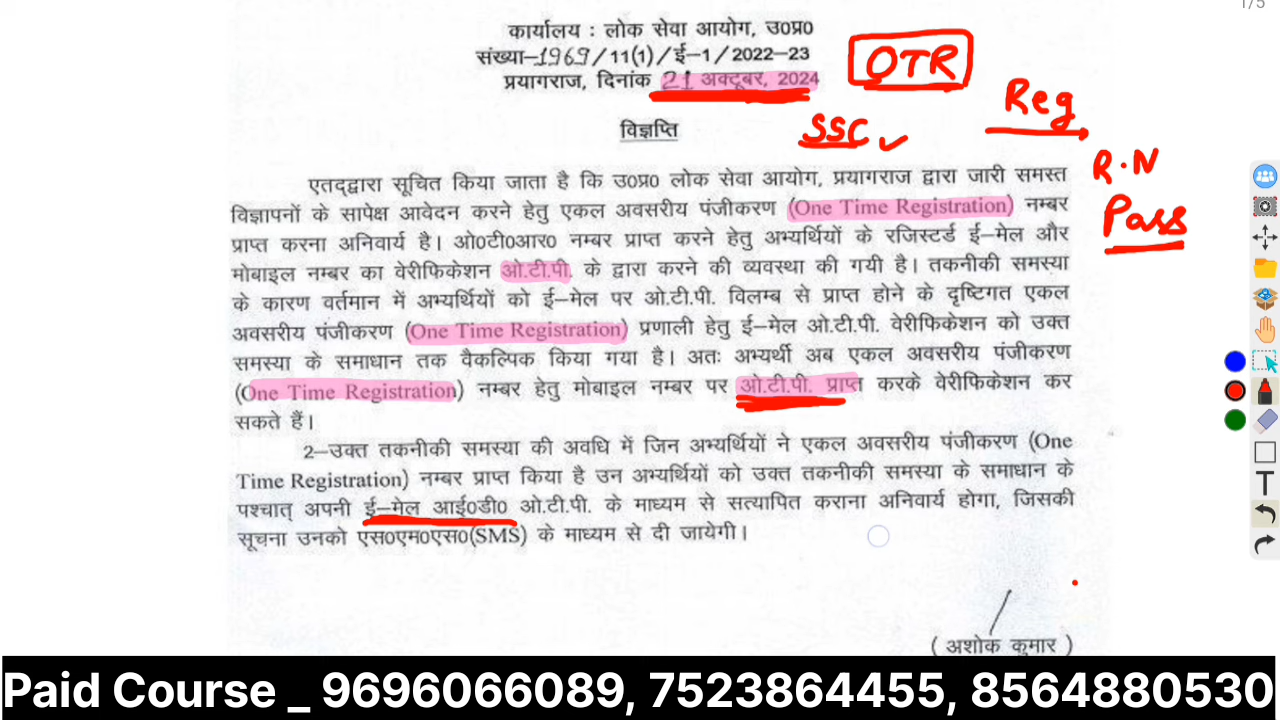 1/5
कार्यालय : लोक सेवा आयोग, उ0प्र0
संख्या–1969/11(1)/ई–1/2022–23
प्रयागराज, दिनांक 21 अक्टूबर, 2024
OTR
Reg
विज्ञप्ति
SSC
R.N
Pass
एतद्द्वारा सूचित किया जाता है कि उ0प्र0 लोक सेवा आयोग, प्रयागराज द्वारा जारी समस्त
विज्ञापनों के सापेक्ष आवेदन करने हेतु एकल अवसरीय पंजीकरण (One Time Registration) नम्बर
प्राप्त करना अनिवार्य है। ओ0टी0आर0 नम्बर प्राप्त करने हेतु अभ्यर्थियों के रजिस्टर्ड ई–मेल और
मोबाइल नम्बर का वेरीफिकेशन ओ.टी.पी. के द्वारा करने की व्यवस्था की गयी है। तकनीकी समस्या
के कारण वर्तमान में अभ्यर्थियों को ई–मेल पर ओ.टी.पी. विलम्ब से प्राप्त होने के दृष्टिगत एकल
अवसरीय पंजीकरण (One Time Registration) प्रणाली हेतु ई–मेल ओ.टी.पी. वेरीफिकेशन को उक्त
समस्या के समाधान तक वैकल्पिक किया गया है। अतः अभ्यर्थी अब एकल अवसरीय पंजीकरण
(One Time Registration) नम्बर हेतु मोबाइल नम्बर पर ओ.टी.पी. प्राप्त करके वेरीफिकेशन कर
सकते हैं।
2–उक्त तकनीकी समस्या की अवधि में जिन अभ्यर्थियों ने एकल अवसरीय पंजीकरण (One
Time Registration) नम्बर प्राप्त किया है उन अभ्यर्थियों को उक्त तकनीकी समस्या के समाधान के
पश्चात् अपनी ई–मेल आई0डी0 ओ.टी.पी. के माध्यम से सत्यापित कराना अनिवार्य होगा, जिसकी
सूचना उनको एस0एम0एस0(SMS) के माध्यम से दी जायेगी।
( अशोक कुमार )
Paid Course _ 9696066089, 7523864455, 8564880530